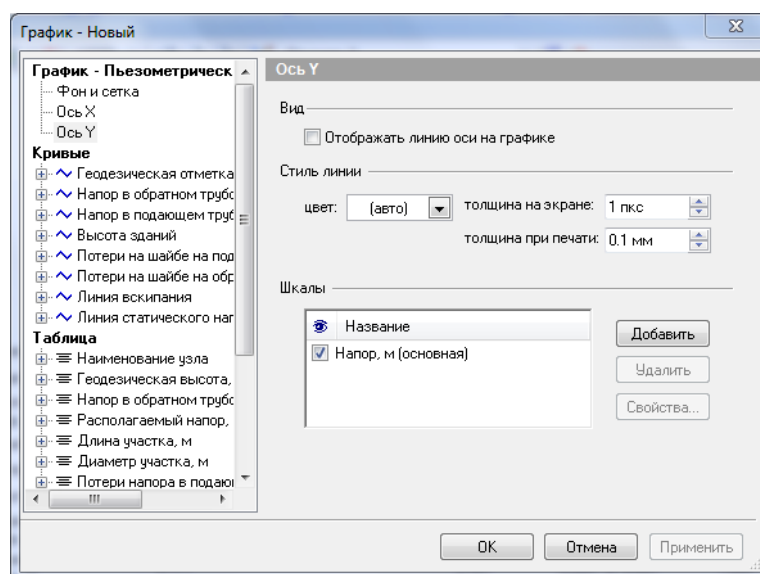 График - Новый
График - Пьезометрическ
Фон и сетка
Ось X
Ось Y
Кривые
Геодезическая отметка
Напор в обратном трубо
Напор в подающем труб
Высота зданий
Потери на шайбе на под
Потери на шайбе на обр
Линия вскипания
Линия статического нап
Таблица
Наименование узла
Геодезическая высота,
Напор в обратном трубо
Располагаемый напор,
Длина участка, м
Диаметр участка, м
Потери напора в подаю
Ось Y
Вид
Отображать линию оси на графике
Стиль линии
цвет: (авто) толщина на экране: 1 пкс
толщина при печати: 0.1 мм
Шкалы
Название
Напор, м (основная)
Добавить
Удалить
Свойства...
OK Отмена Применить